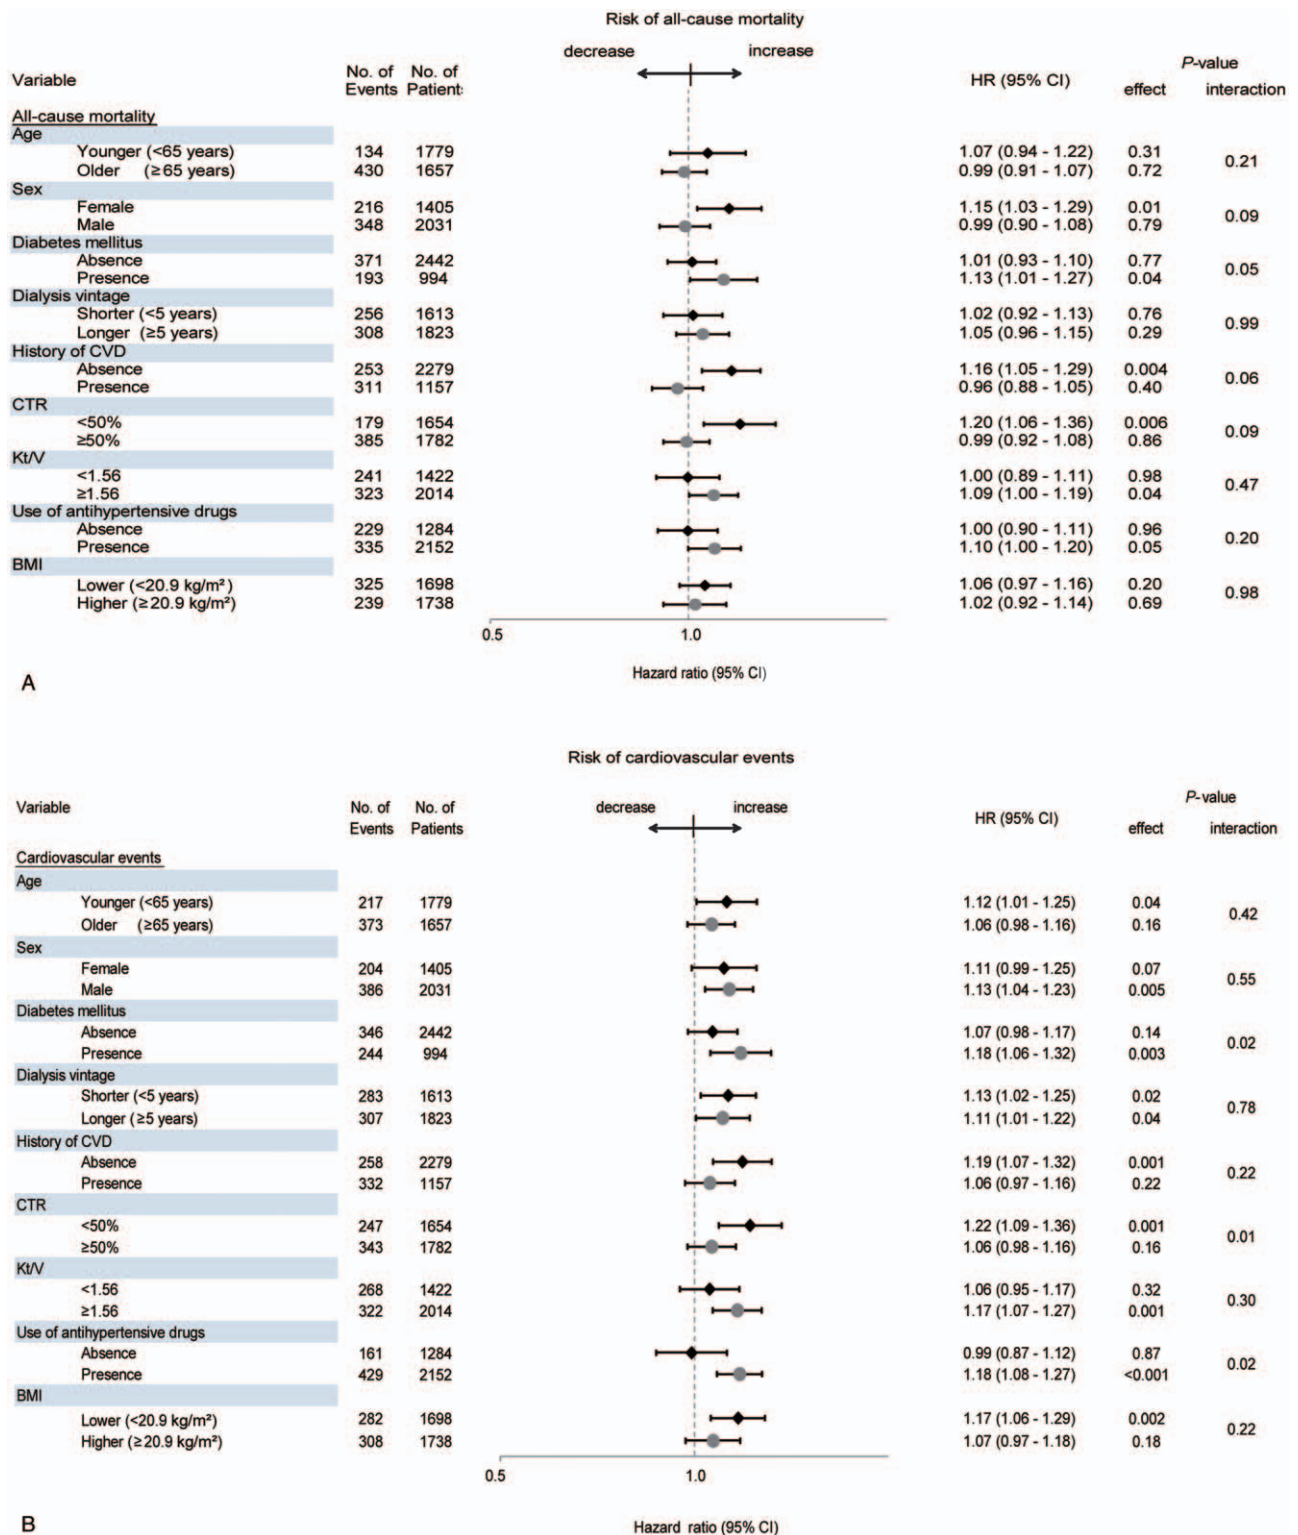 Risk of all-cause mortality
decrease increase
Variable No. of Events No. of Patient: HR (95% CI) P-value effect interaction
All-cause mortality
Age
Younger (<65 years) 134 1779 1.07 (0.94 - 1.22) 0.31
0.21
Older (≥65 years) 430 1657 0.99 (0.91 - 1.07) 0.72
Sex
Female 216 1405 1.15 (1.03 - 1.29) 0.01
0.09
Male 348 2031 0.99 (0.90 - 1.08) 0.79
Diabetes mellitus
Absence 371 2442 1.01 (0.93 - 1.10) 0.77
0.05
Presence 193 994 1.13 (1.01 - 1.27) 0.04
Dialysis vintage
Shorter (<5 years) 256 1613 1.02 (0.92 - 1.13) 0.76
0.99
Longer (≥5 years) 308 1823 1.05 (0.96 - 1.15) 0.29
History of CVD
Absence 253 2279 1.16 (1.05 - 1.29) 0.004
0.06
Presence 311 1157 0.96 (0.88 - 1.05) 0.40
CTR
<50% 179 1654 1.20 (1.06 - 1.36) 0.006
0.09
≥50% 385 1782 0.99 (0.92 - 1.08) 0.86
Kt/V
<1.56 241 1422 1.00 (0.89 - 1.11) 0.98
0.47
≥1.56 323 2014 1.09 (1.00 - 1.19) 0.04
Use of antihypertensive drugs
Absence 229 1284 1.00 (0.90 - 1.11) 0.96
0.20
Presence 335 2152 1.10 (1.00 - 1.20) 0.05
BMI
Lower (<20.9 kg/m²) 325 1698 1.06 (0.97 - 1.16) 0.20
0.98
Higher (≥20.9 kg/m²) 239 1738 1.02 (0.92 - 1.14) 0.69
0.5 1.0
Hazard ratio (95% CI)
A
Risk of cardiovascular events
decrease increase
Variable No. of Events No. of Patients HR (95% CI) P-value effect interaction
Cardiovascular events
Age
Younger (<65 years) 217 1779 1.12 (1.01 - 1.25) 0.04
0.42
Older (≥65 years) 373 1657 1.06 (0.98 - 1.16) 0.16
Sex
Female 204 1405 1.11 (0.99 - 1.25) 0.07
0.55
Male 386 2031 1.13 (1.04 - 1.23) 0.005
Diabetes mellitus
Absence 346 2442 1.07 (0.98 - 1.17) 0.14
0.02
Presence 244 994 1.18 (1.06 - 1.32) 0.003
Dialysis vintage
Shorter (<5 years) 283 1613 1.13 (1.02 - 1.25) 0.02
0.78
Longer (≥5 years) 307 1823 1.11 (1.01 - 1.22) 0.04
History of CVD
Absence 258 2279 1.19 (1.07 - 1.32) 0.001
0.22
Presence 332 1157 1.06 (0.97 - 1.16) 0.22
CTR
<50% 247 1654 1.22 (1.09 - 1.36) 0.001
0.01
≥50% 343 1782 1.06 (0.98 - 1.16) 0.16
Kt/V
<1.56 268 1422 1.06 (0.95 - 1.17) 0.32
0.30
≥1.56 322 2014 1.17 (1.07 - 1.27) 0.001
Use of antihypertensive drugs
Absence 161 1284 0.99 (0.87 - 1.12) 0.87
0.02
Presence 429 2152 1.18 (1.08 - 1.27) <0.001
BMI
Lower (<20.9 kg/m²) 282 1698 1.17 (1.06 - 1.29) 0.002
0.22
Higher (≥20.9 kg/m²) 308 1738 1.07 (0.97 - 1.18) 0.18
0.5 1.0
Hazard ratio (95% CI)
B